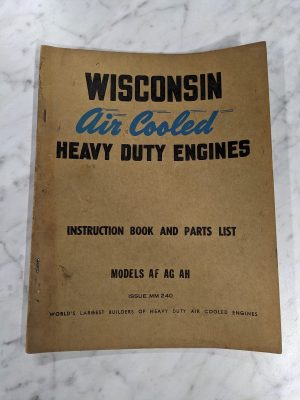 WISCONSIN
Air Cooled
HEAVY DUTY ENGINES
INSTRUCTION BOOK AND PARTS LIST
MODELS AF AG AH
ISSUE MM 240
WORLD'S LARGEST BUILDERS OF HEAVY DUTY AIR COOLED ENGINES